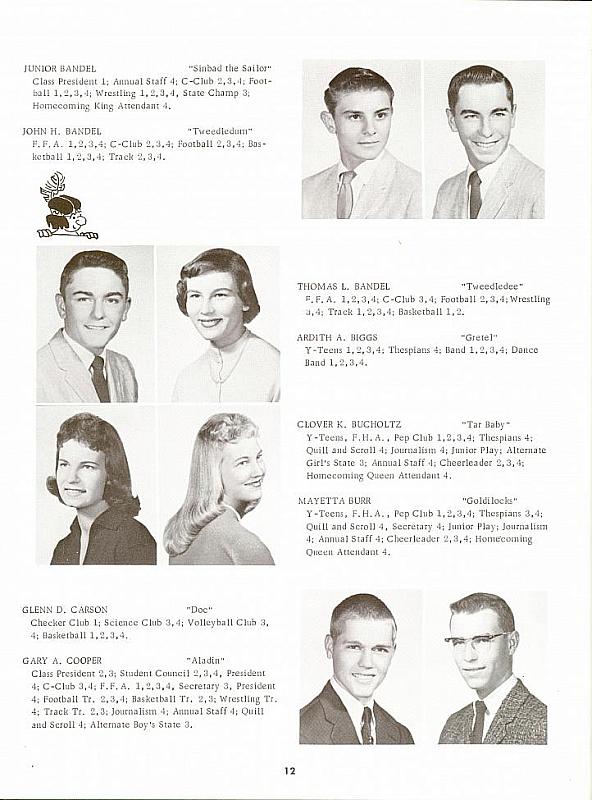 JUNIOR BANDEL "Sinbad the Sailor"
Class President 1; Annual Staff 4; C-Club 2,3,4; Foot-
ball 1,2,3,4; Wrestling 1,2,3,4, State Champ 3;
Homecoming King Attendant 4.
JOHN H. BANDEL "Tweedledum"
F.F.A. 1,2,3,4; C-Club 2,3,4; Football 2,3,4; Bas-
ketball 1,2,3,4; Track 2,3,4.
THOMAS L. BANDEL "Tweedledee"
F.F.A. 1,2,3,4; C-Club 3,4; Football 2,3,4; Wrestling
3,4; Track 1,2,3,4; Basketball 1,2.
ARDITH A. BIGGS "Gretel"
Y-Teens 1,2,3,4; Thespians 4; Band 1,2,3,4; Dance
Band 1,2,3,4.
CLOVER K. BUCHOLTZ "Tar Baby"
Y-Teens, F.H.A., Pep Club 1,2,3,4; Thespians 4;
Quill and Scroll 4; Journalism 4; Junior Play; Alternate
Girl's State 3; Annual Staff 4; Cheerleader 2,3,4;
Homecoming Queen Attendant 4.
MAYETTA BURR "Goldilocks"
Y-Teens, F.H.A., Pep Club 1,2,3,4; Thespians 3,4;
Quill and Scroll 4, Secretary 4; Junior Play; Journalism
4; Annual Staff 4; Cheerleader 2,3,4; Homecoming
Queen Attendant 4.
GLENN D. CARSON "Doc"
Checker Club 1; Science Club 3,4; Volleyball Club 3,
4; Basketball 1,2,3,4.
GARY A. COOPER "Aladin"
Class President 2,3; Student Council 2,3,4, President
4; C-Club 3,4; F.F.A. 1,2,3,4, Secretary 3, President
4; Football Tr. 2,3,4; Basketball Tr. 2,3; Wrestling Tr.
4; Track Tr. 2,3; Journalism 4; Annual Staff 4; Quill
and Scroll 4; Alternate Boy's State 3.
12